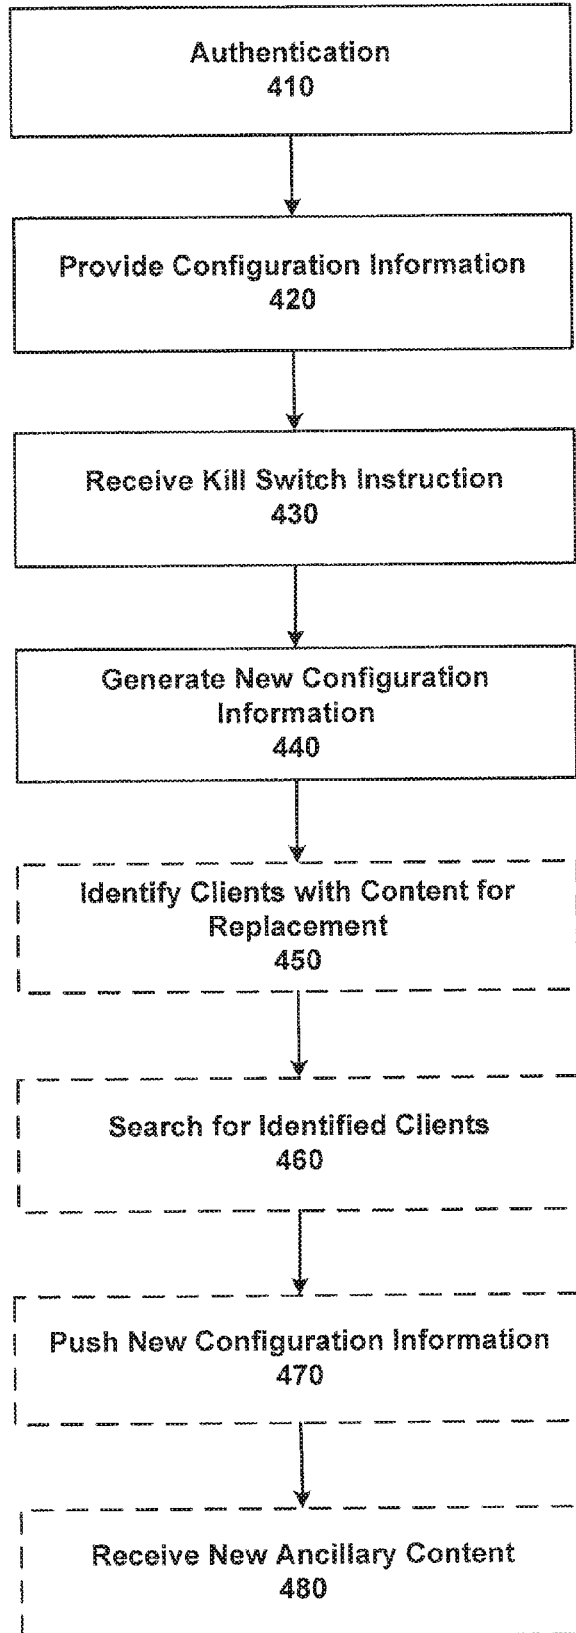 Authentication
410
Provide Configuration Information
420
Receive Kill Switch Instruction
430
Generate New Configuration
Information
440
Identify Clients with Content for
Replacement
450
Search for Identified Clients
460
Push New Configuration Information
470
Receive New Ancillary Content
480